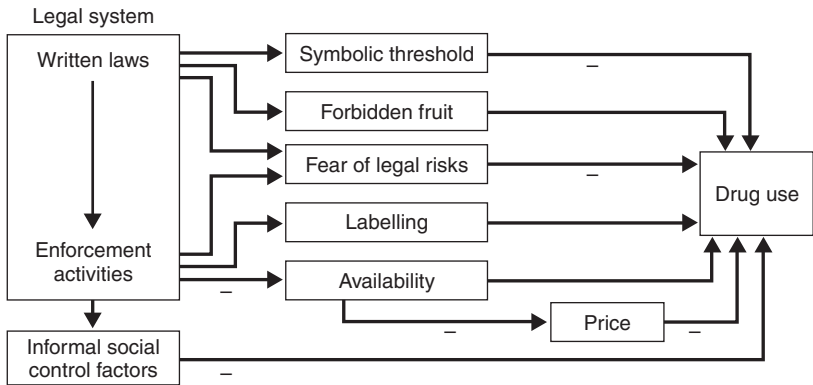 Legal system
Written laws
Symbolic threshold
–
Forbidden fruit
Fear of legal risks
–
Drug use
Labelling
Enforcement
activities
–
Availability
–
Price
–
Informal social
control factors
–